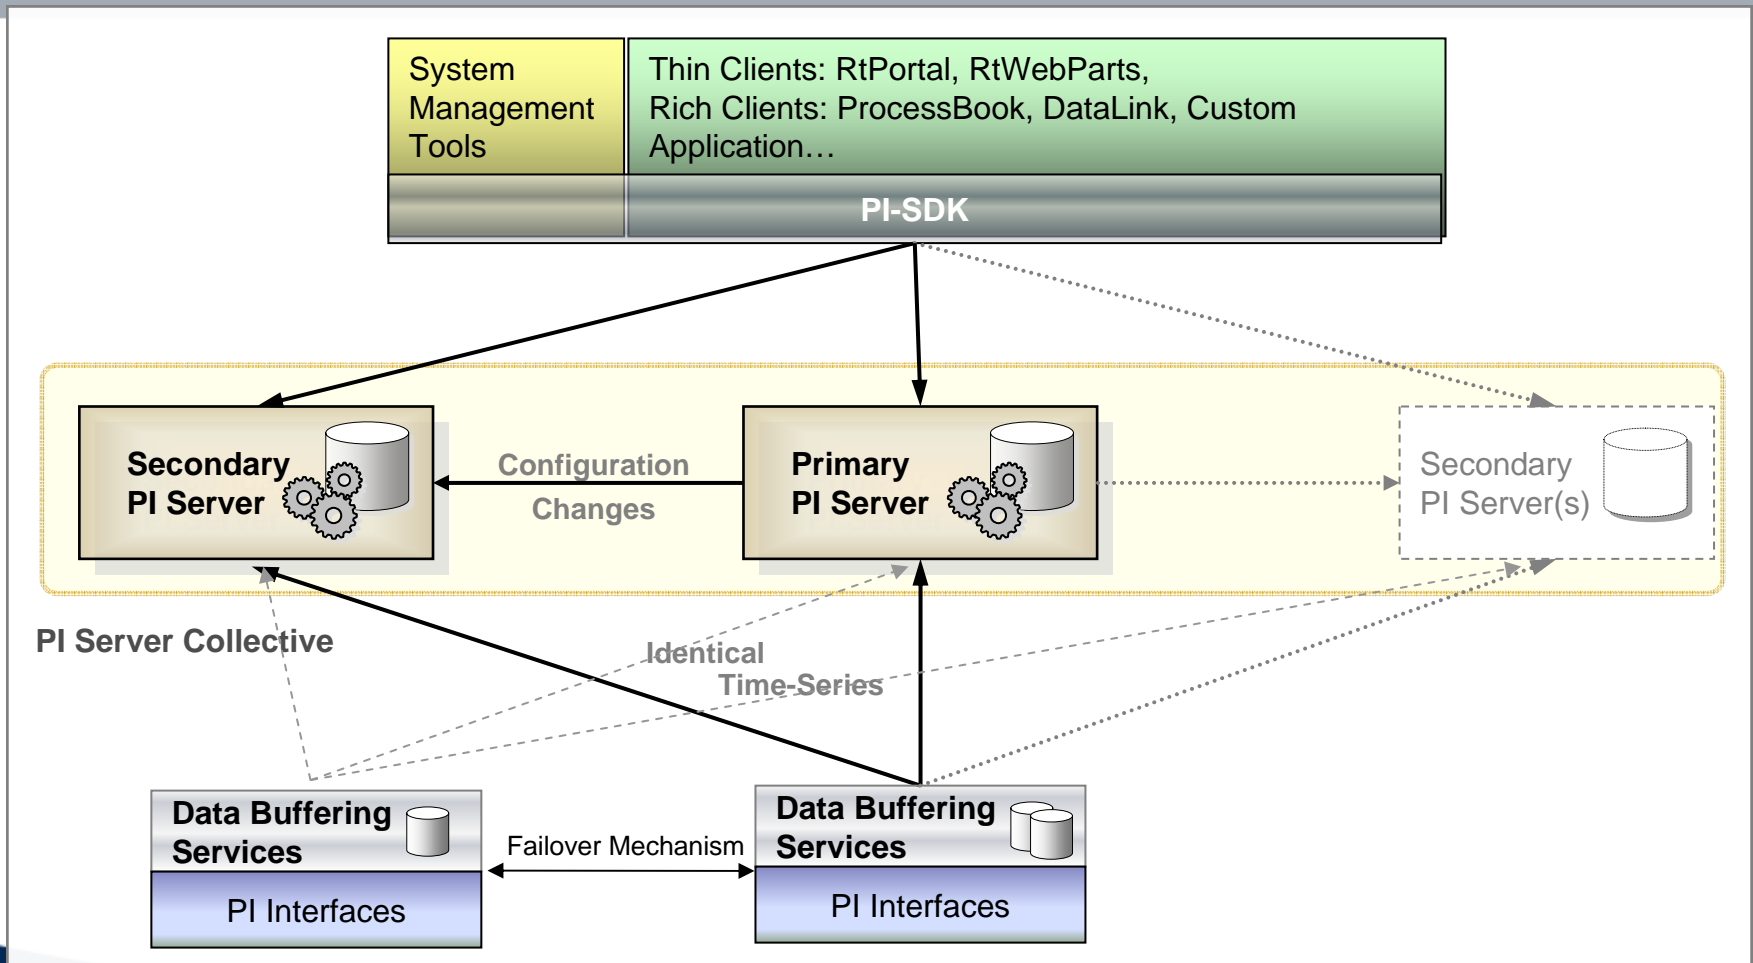 System
Management
Tools
Thin Clients: RtPortal, RtWebParts,
Rich Clients: ProcessBook, DataLink, Custom
Application…
PI-SDK
Secondary
PI Server
Configuration
Changes
Primary
PI Server
Secondary
PI Server(s)
PI Server Collective
Identical
Time-Series
Data Buffering
Services
PI Interfaces
Failover Mechanism
Data Buffering
Services
PI Interfaces